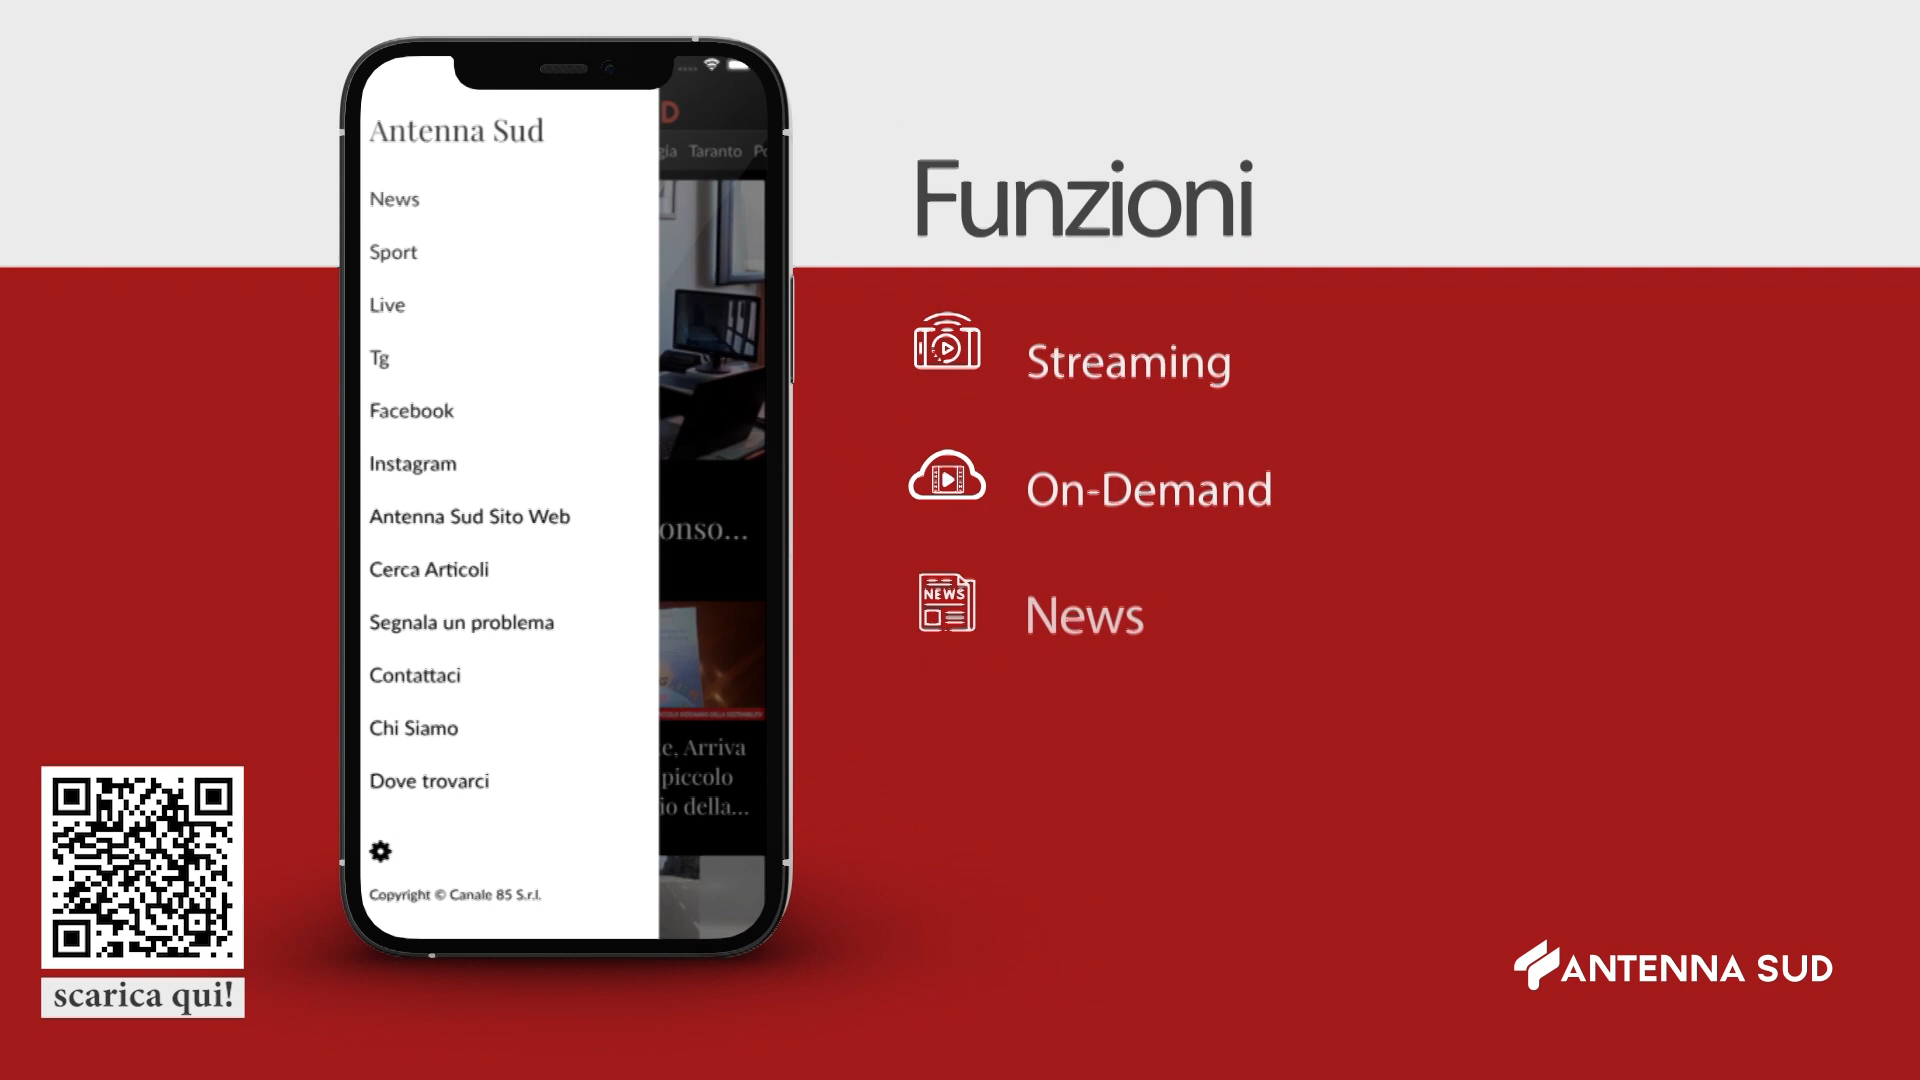 Antenna Sud
News
Sport
Live
Tg
Facebook
Instagram
Antenna Sud Sito Web
Cerca Articoli
Segnala un problema
Contattaci
Chi Siamo
Dove trovarci
Copyright © Canale 85 S.r.l.
D
gia Taranto Po
onso...
e, Arriva
piccolo
io della...
Funzioni
Streaming
On-Demand
NEWS
News
scarica qui!
ANTENNA SUD